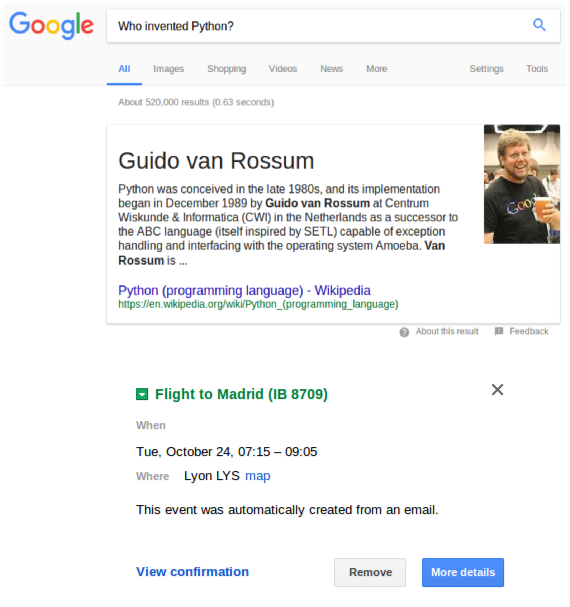 Google
Who invented Python?
All Images Shopping Videos News More Settings Tools
About 520,000 results (0.63 seconds)
Guido van Rossum
Python was conceived in the late 1980s, and its implementation
began in December 1989 by Guido van Rossum at Centrum
Wiskunde & Informatica (CWI) in the Netherlands as a successor to
the ABC language (itself inspired by SETL) capable of exception
handling and interfacing with the operating system Amoeba. Van
Rossum is ...
Goo
Python (programming language) - Wikipedia
https://en.wikipedia.org/wiki/Python_(programming_language)
About this result Feedback
Flight to Madrid (IB 8709)
When
Tue, October 24, 07:15 – 09:05
Where Lyon LYS map
This event was automatically created from an email.
View confirmation Remove More details